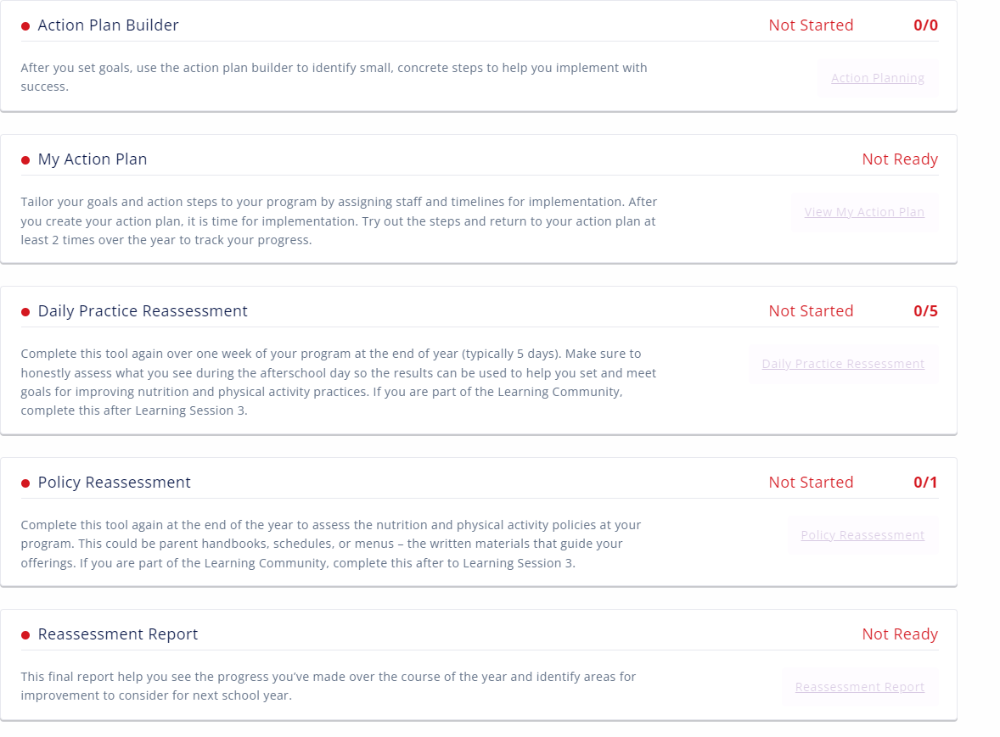 Action Plan Builder Not Started 0/0
After you set goals, use the action plan builder to identify small, concrete steps to help you implement with
success.
Action Planning
My Action Plan Not Ready
Tailor your goals and action steps to your program by assigning staff and timelines for implementation. After
you create your action plan, it is time for implementation. Try out the steps and return to your action plan at
least 2 times over the year to track your progress.
View My Action Plan
Daily Practice Reassessment Not Started 0/5
Complete this tool again over one week of your program at the end of year (typically 5 days). Make sure to
honestly assess what you see during the afterschool day so the results can be used to help you set and meet
goals for improving nutrition and physical activity practices. If you are part of the Learning Community,
complete this after Learning Session 3.
Daily Practice Ressessment
Policy Reassessment Not Started 0/1
Complete this tool again at the end of the year to assess the nutrition and physical activity policies at your
program. This could be parent handbooks, schedules, or menus – the written materials that guide your
offerings. If you are part of the Learning Community, complete this after to Learning Session 3.
Policy Reassessment
Reassessment Report Not Ready
This final report help you see the progress you’ve made over the course of the year and identify areas for
improvement to consider for next school year.
Reassessment Report